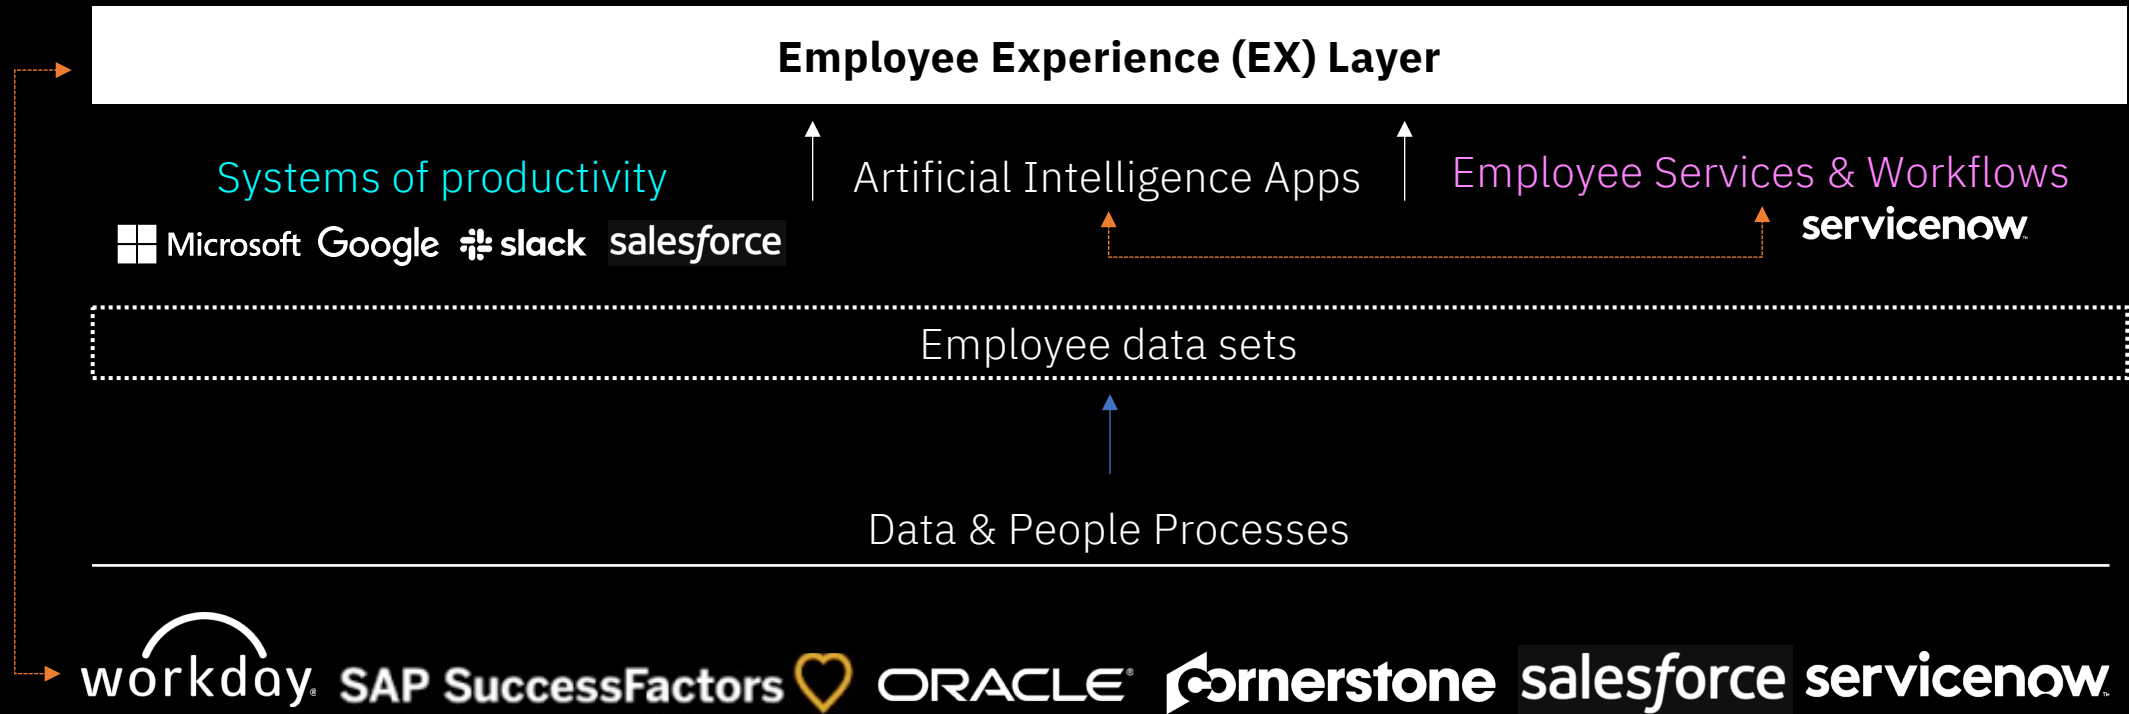 Employee Experience (EX) Layer
Systems of productivity
Artificial Intelligence Apps
Employee Services & Workflows
Microsoft Google slack salesforce
servicenow
Employee data sets
Data & People Processes
workday® SAP SuccessFactors ORACLE® Cornerstone salesforce servicenow™